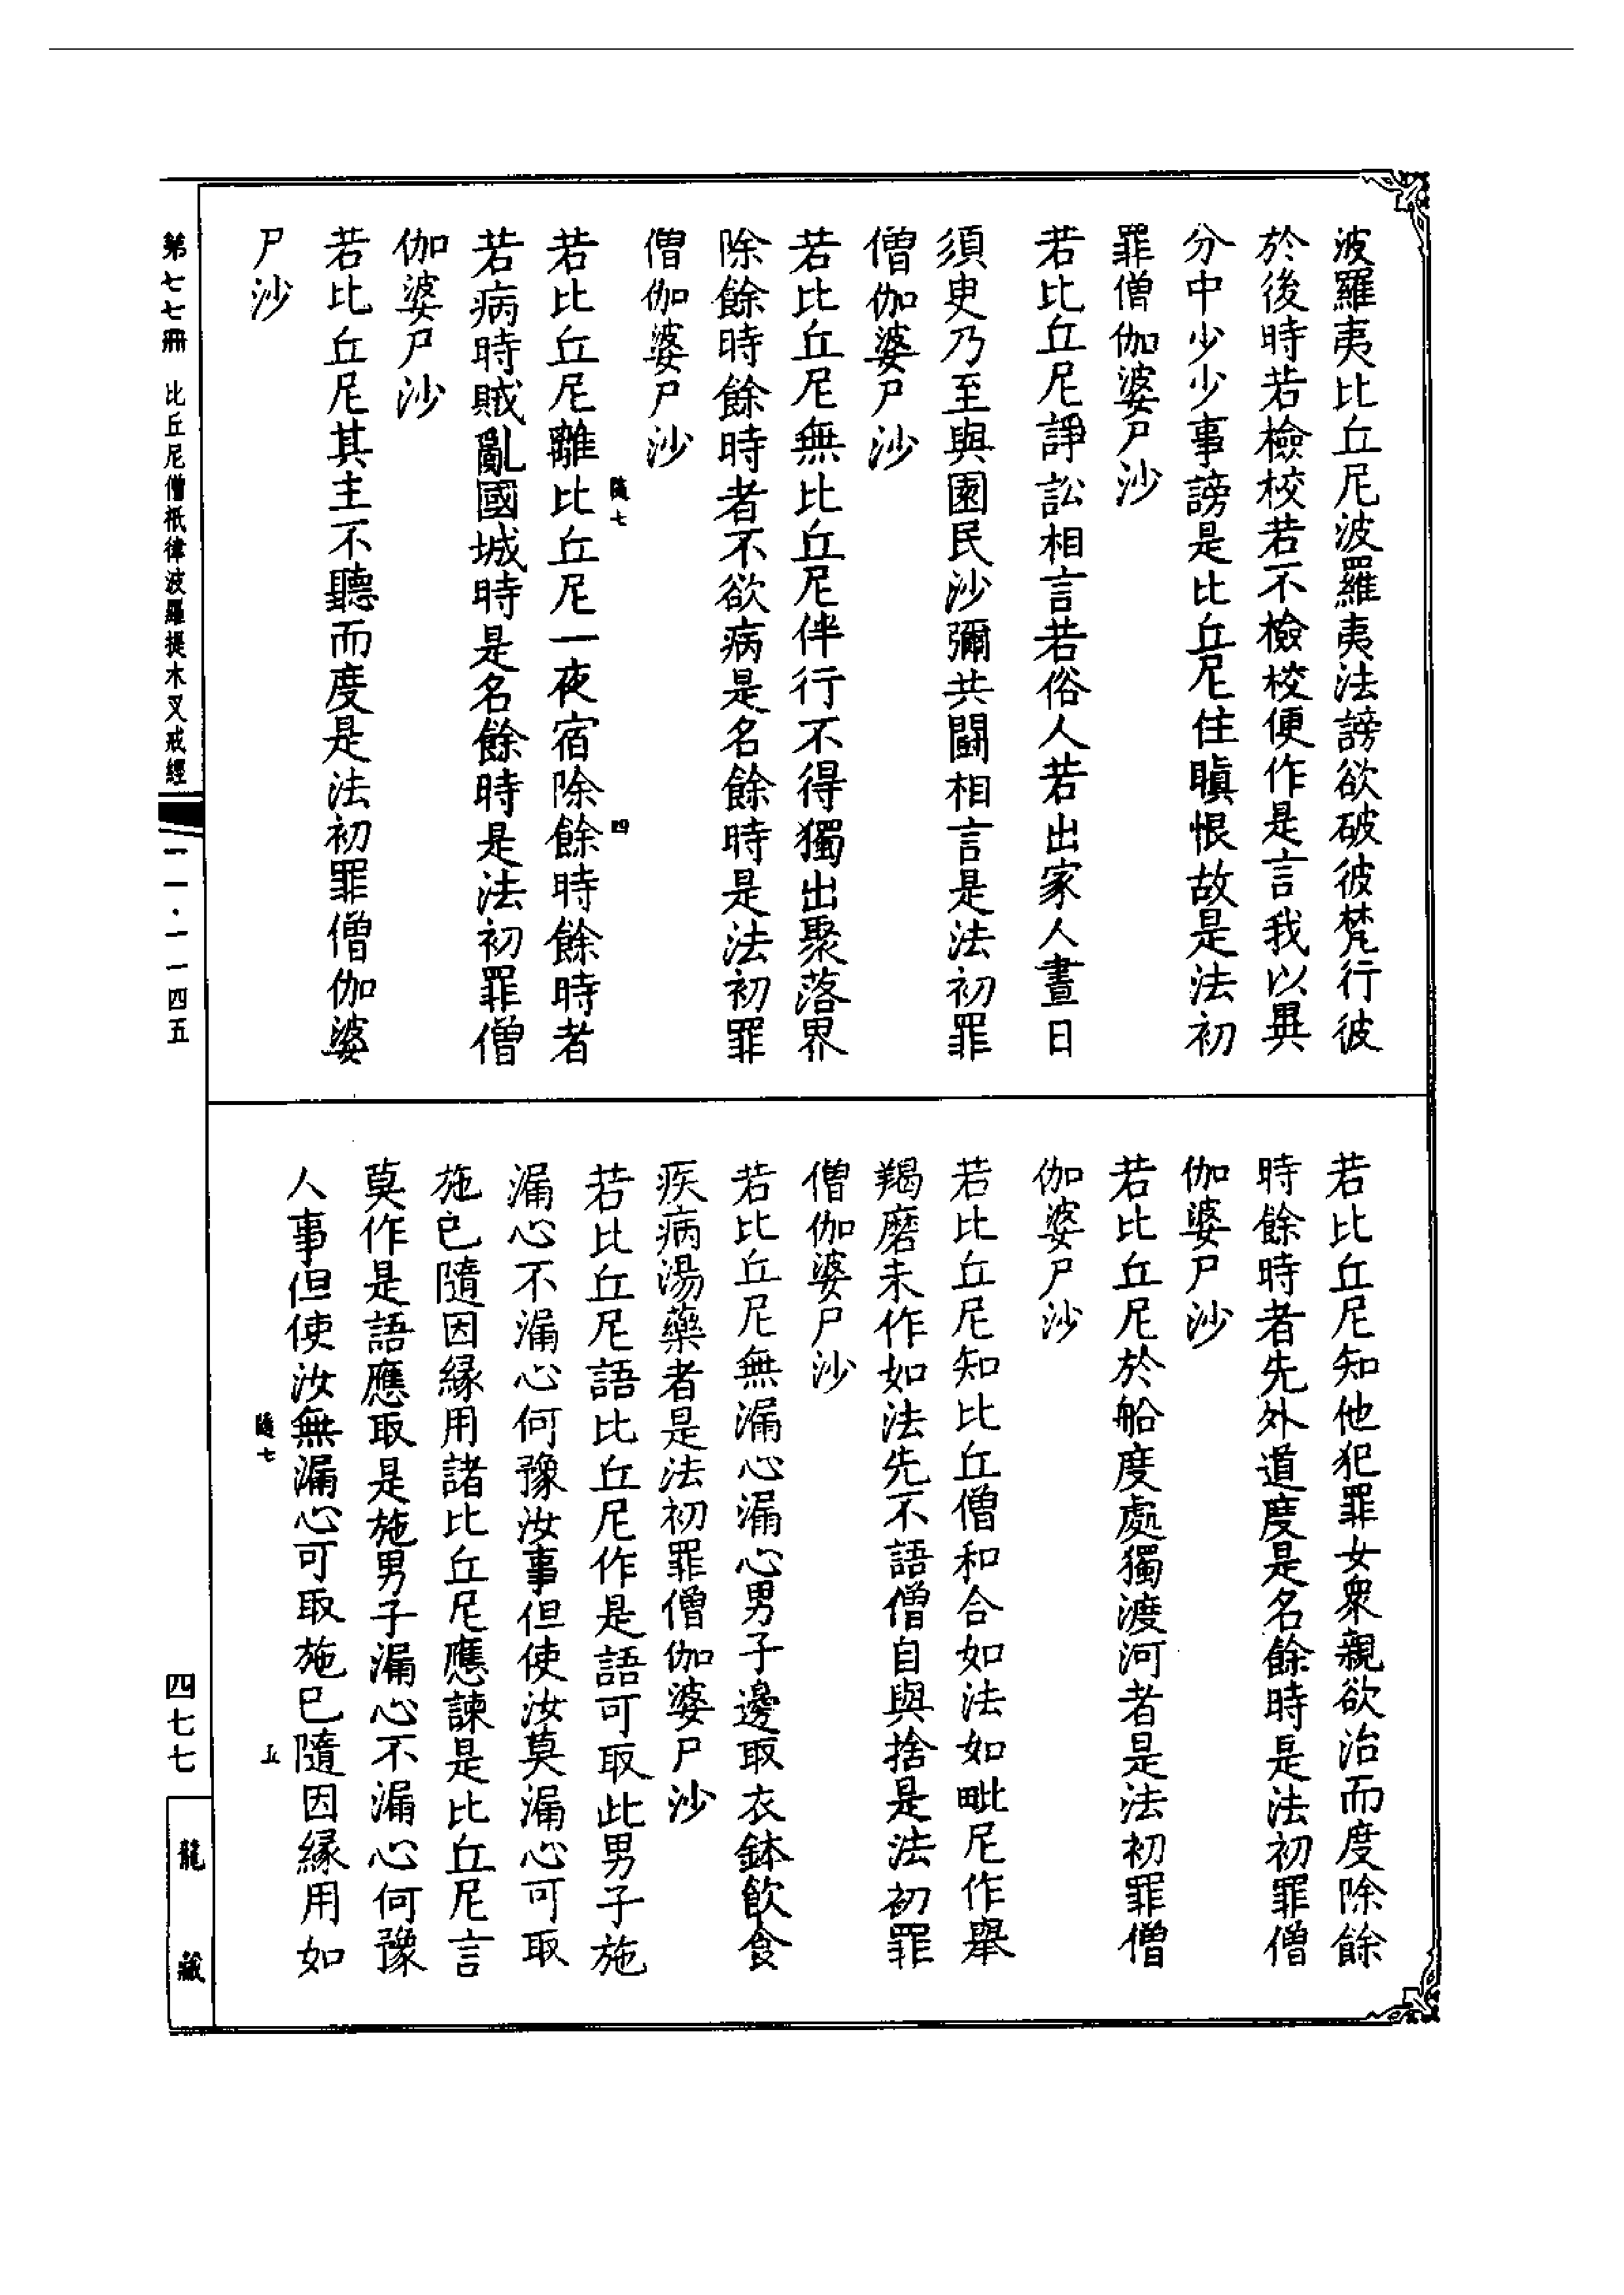 波羅夷比丘尼波羅夷法謗欲破彼梵行彼
於後時若檢校若不檢校便作是言我以異
分中少少事謗是比丘尼住瞋恨故是法初
罪僧伽婆尸沙
若比丘尼諍訟相言若俗人若出家人晝日
須臾乃至與園民沙彌共鬪相言是法初罪
僧伽婆尸沙
若比丘尼無比丘尼伴行不得獨出聚落界
除餘時餘時者不欲病是名餘時是法初罪
僧伽婆尸沙
隨七 四
若比丘尼離比丘尼一夜宿除餘時餘時者
若病時賊亂國城時是名餘時是法初罪僧
伽婆尸沙
若比丘尼其主不聽而度是法初罪僧伽婆
尸沙
若比丘尼知他犯罪女眾親欲治而度除餘
時餘時者先外道度是名餘時是法初罪僧
伽婆尸沙
若比丘尼於船度處獨渡河者是法初罪僧
伽婆尸沙
若比丘尼知比丘僧和合如法如毗尼作舉
羯磨未作如法先不語僧自與捨是法初罪
僧伽婆尸沙
若比丘尼無漏心漏心男子邊取衣鉢飲食
疾病湯藥者是法初罪僧伽婆尸沙
若比丘尼語比丘尼作是語可取此男子施
漏心不漏心何豫汝事但使汝莫漏心可取
施已隨因緣用諸比丘尼應諫是比丘尼言
莫作是語應取是施男子漏心不漏心何豫
人事但使汝無漏心可取施已隨因緣用如
隨七 五
第七七冊 比丘尼僧祇律波羅提木叉戒經
一一·一一四五
四七七
龍藏